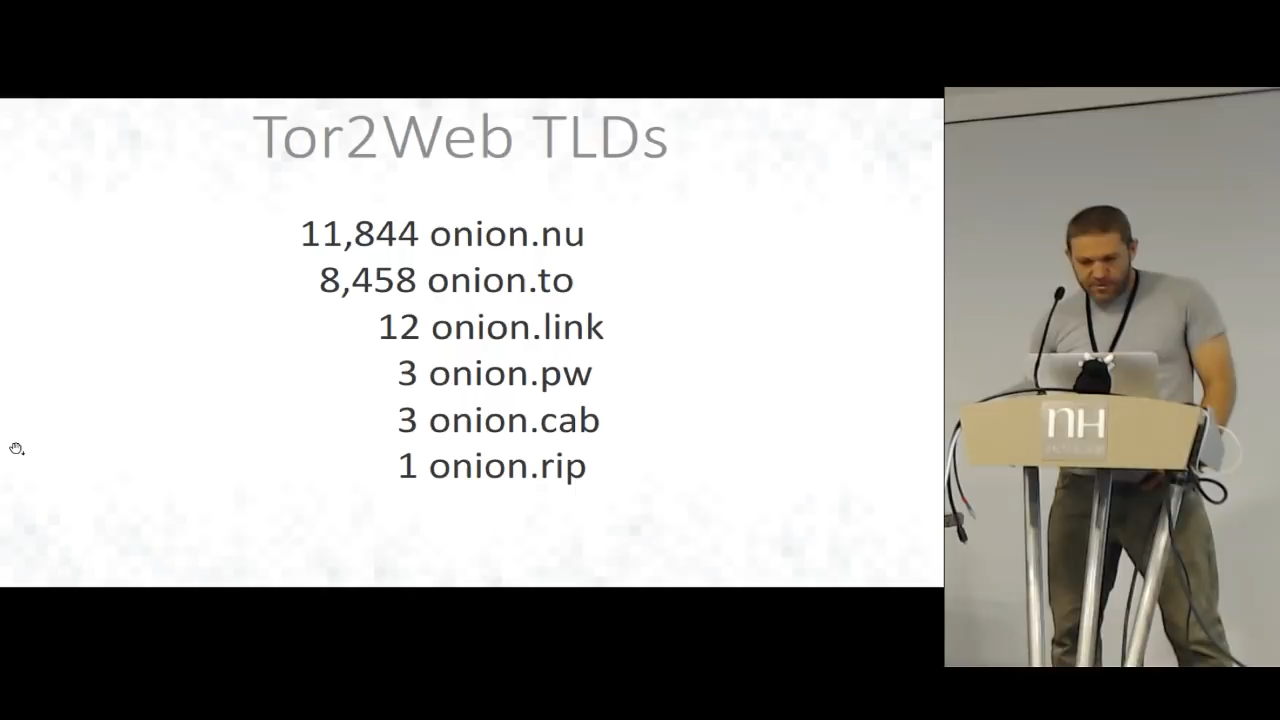 Tor2Web TLDs
11,844 onion.nu
8,458 onion.to
12 onion.link
3 onion.pw
3 onion.cab
1 onion.rip
nH